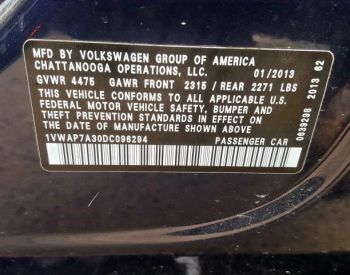 MFD BY VOLKSWAGEN GROUP OF AMERICA
CHATTANOOGA OPERATIONS, LLC. 01/2013
GVWR 4475 GAWR FRONT 2315 / REAR 2271 LBS
THIS VEHICLE CONFORMS TO ALL APPLICABLE U.S.
FEDERAL MOTOR VEHICLE SAFETY, BUMPER AND
THEFT PREVENTION STANDARDS IN EFFECT ON THE
DATE OF MANUFACTURE SHOWN ABOVE.
1VWAP7A30DC096294 PASSENGER CAR
0639298 2013 62